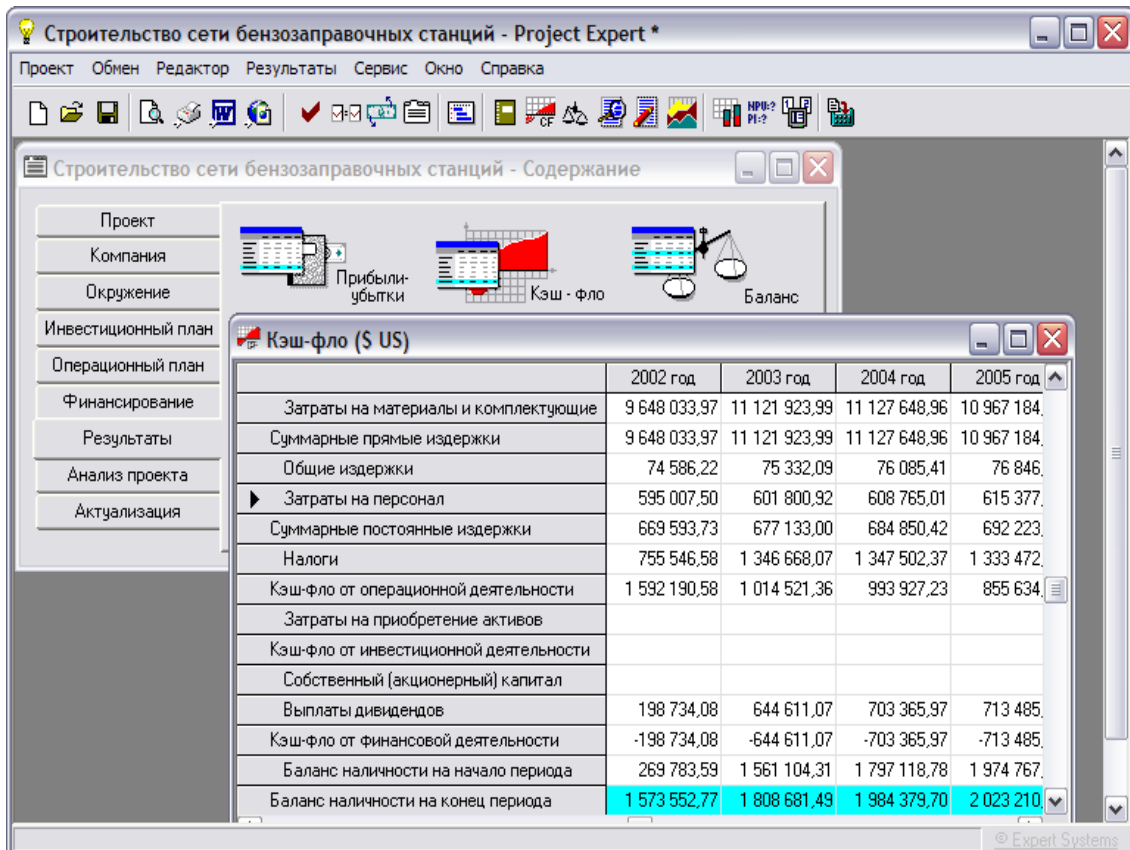 Строительство сети бензозаправочных станций - Project Expert *
Проект Обмен Редактор Результаты Сервис Окно Справка
CF NPU:? PI:?
Строительство сети бензозаправочных станций - Содержание
Проект
Компания
Окружение
Инвестиционный план
Операционный план
Финансирование
Результаты
Анализ проекта
Актуализация
Прибыли-
убытки
Кэш - фло
Баланс
Кэш-фло ($ US)
2002 год 2003 год 2004 год 2005 год
Затраты на материалы и комплектующие 9 648 033,97 11 121 923,99 11 127 648,96 10 967 184,
Суммарные прямые издержки 9 648 033,97 11 121 923,99 11 127 648,96 10 967 184,
Общие издержки 74 586,22 75 332,09 76 085,41 76 846,
Затраты на персонал 595 007,50 601 800,92 608 765,01 615 377,
Суммарные постоянные издержки 669 593,73 677 133,00 684 850,42 692 223,
Налоги 755 546,58 1 346 668,07 1 347 502,37 1 333 472,
Кэш-фло от операционной деятельности 1 592 190,58 1 014 521,36 993 927,23 855 634,
Затраты на приобретение активов
Кэш-фло от инвестиционной деятельности
Собственный (акционерный) капитал
Выплаты дивидендов 198 734,08 644 611,07 703 365,97 713 485,
Кэш-фло от финансовой деятельности -198 734,08 -644 611,07 -703 365,97 -713 485,
Баланс наличности на начало периода 269 783,59 1 561 104,31 1 797 118,78 1 974 767,
Баланс наличности на конец периода 1 573 552,77 1 808 681,49 1 984 379,70 2 023 210,
© Expert Systems